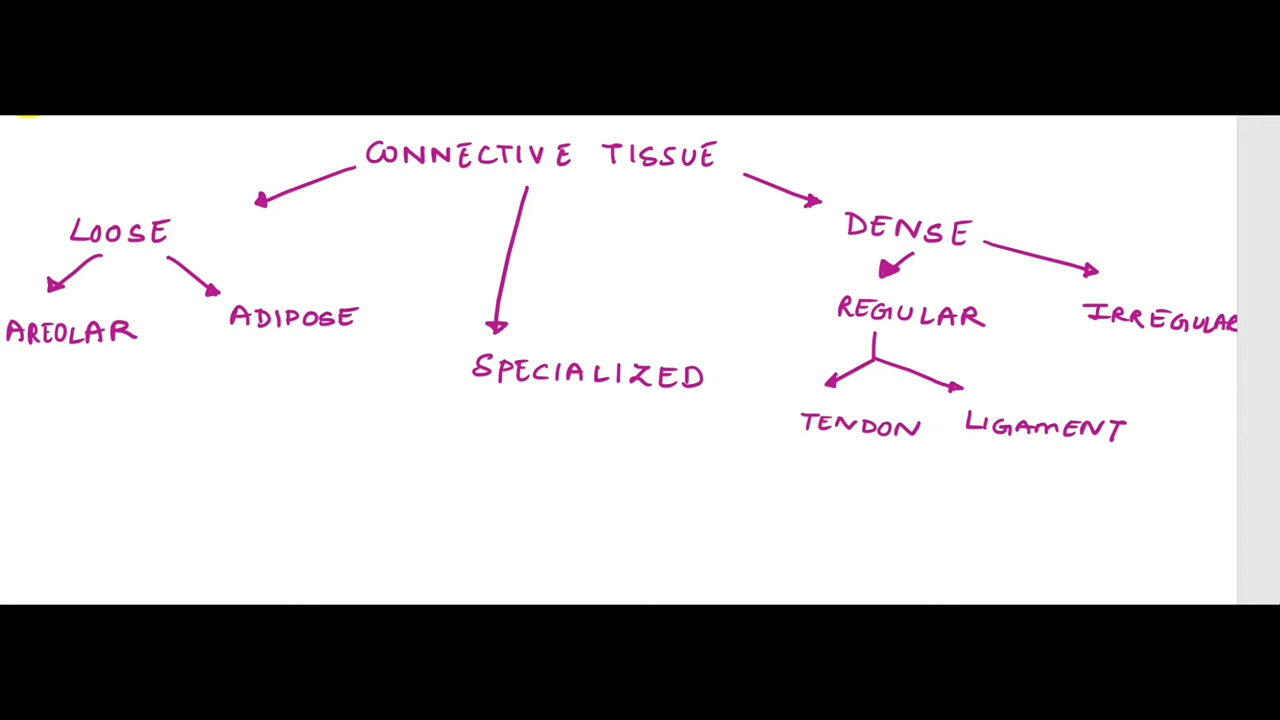 CONNECTIVE TISSUE
LOOSE
DENSE
AREOLAR
ADIPOSE
REGULAR
IRREGULAR
SPECIALIZED
TENDON
LIGAMENT